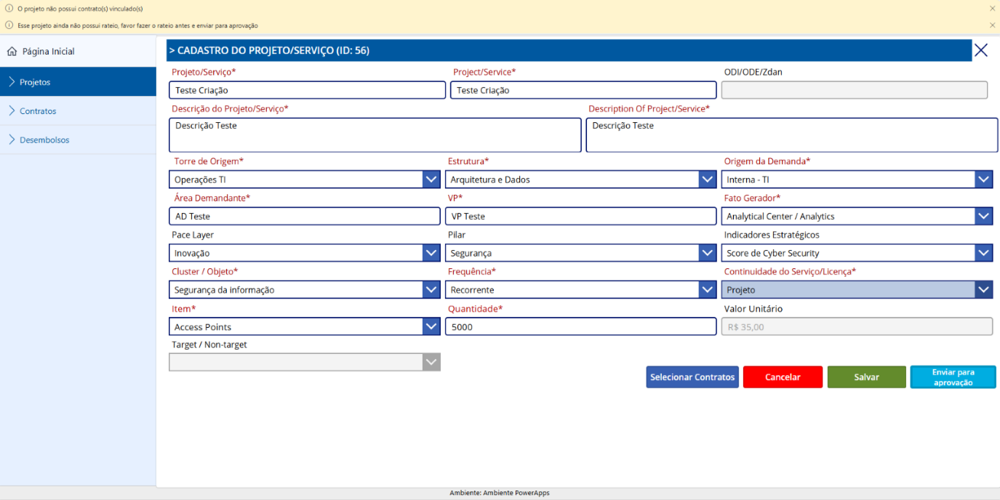 O projeto não possui contrato(s) vinculado(s)
Esse projeto ainda não possui rateio, favor fazer o rateio antes e enviar para aprovação
Página Inicial
Projetos
Contratos
Desembolsos
> CADASTRO DO PROJETO/SERVIÇO (ID: 56)
Projeto/Serviço* Project/Service* ODI/ODE/Zdan
Teste Criação Teste Criação
Descrição do Projeto/Serviço* Description Of Project/Service*
Descrição Teste Descrição Teste
Torre de Origem* Estrutura* Origem da Demanda*
Operações TI Arquitetura e Dados Interna - TI
Área Demandante* VP* Fato Gerador*
AD Teste VP Teste Analytical Center / Analytics
Pace Layer Pilar Indicadores Estratégicos
Inovação Segurança Score de Cyber Security
Cluster / Objeto* Frequência* Continuidade do Serviço/Licença*
Segurança da informação Recorrente Projeto
Item* Quantidade* Valor Unitário
Access Points 5000 R$ 35,00
Target / Non-target
Selecionar Contratos Cancelar Salvar Enviar para
aprovação
Ambiente: Ambiente PowerApps